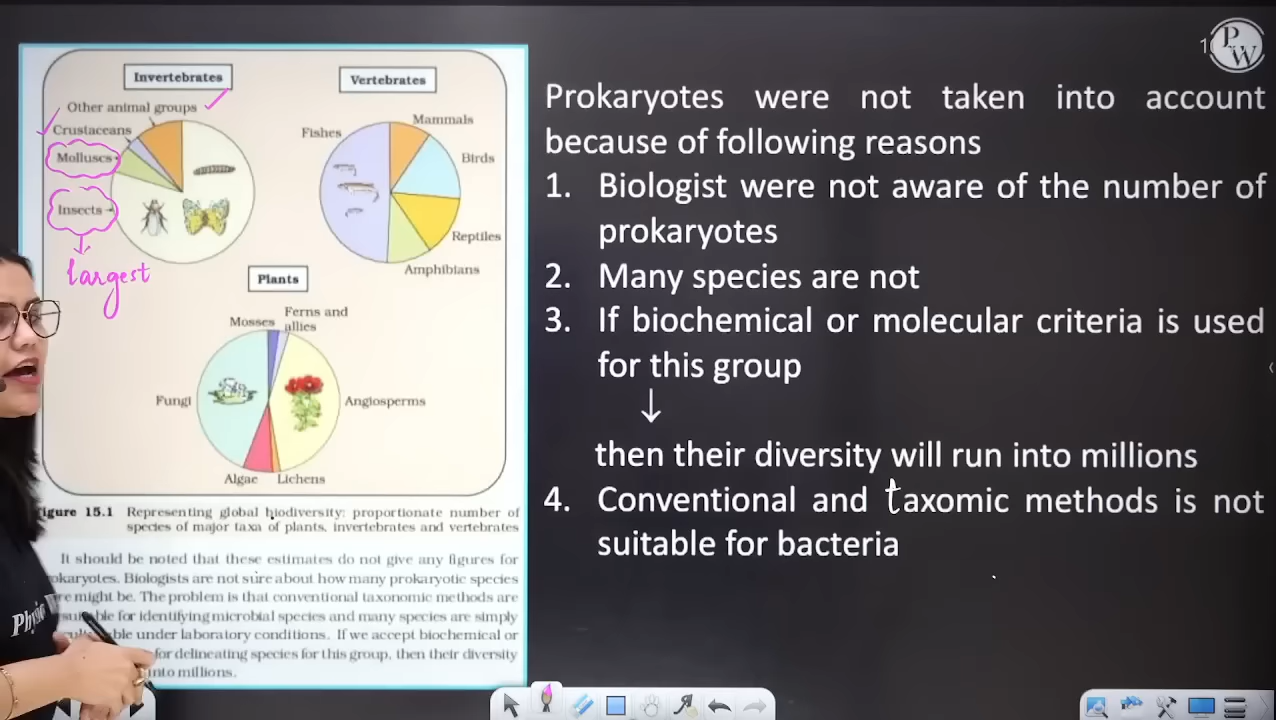 Invertebrates
Other animal groups
Crustaceans
Molluscs
Insects
largest
Vertebrates
Fishes
Mammals
Birds
Reptiles
Amphibians
Plants
Mosses
Ferns and
allies
Fungi
Angiosperms
Algae
Lichens
igure 15.1 Representing global biodiversity: proportionate number of
species of major taxa of plants, invertebrates and vertebrates
It should be noted that these estimates do not give any figures for
okaryotes. Biologists are not sure about how many prokaryotic species
re might be. The problem is that conventional taxonomic methods are
for identifying microbial species and many species are simply
under laboratory conditions. If we accept biochemical or
for delineating species for this group, then their diversity
into millions.
PW
Prokaryotes were not taken into account
because of following reasons
1. Biologist were not aware of the number of
prokaryotes
2. Many species are not
3. If biochemical or molecular criteria is used
for this group
↓
then their diversity will run into millions
4. Conventional and taxomic methods is not
suitable for bacteria